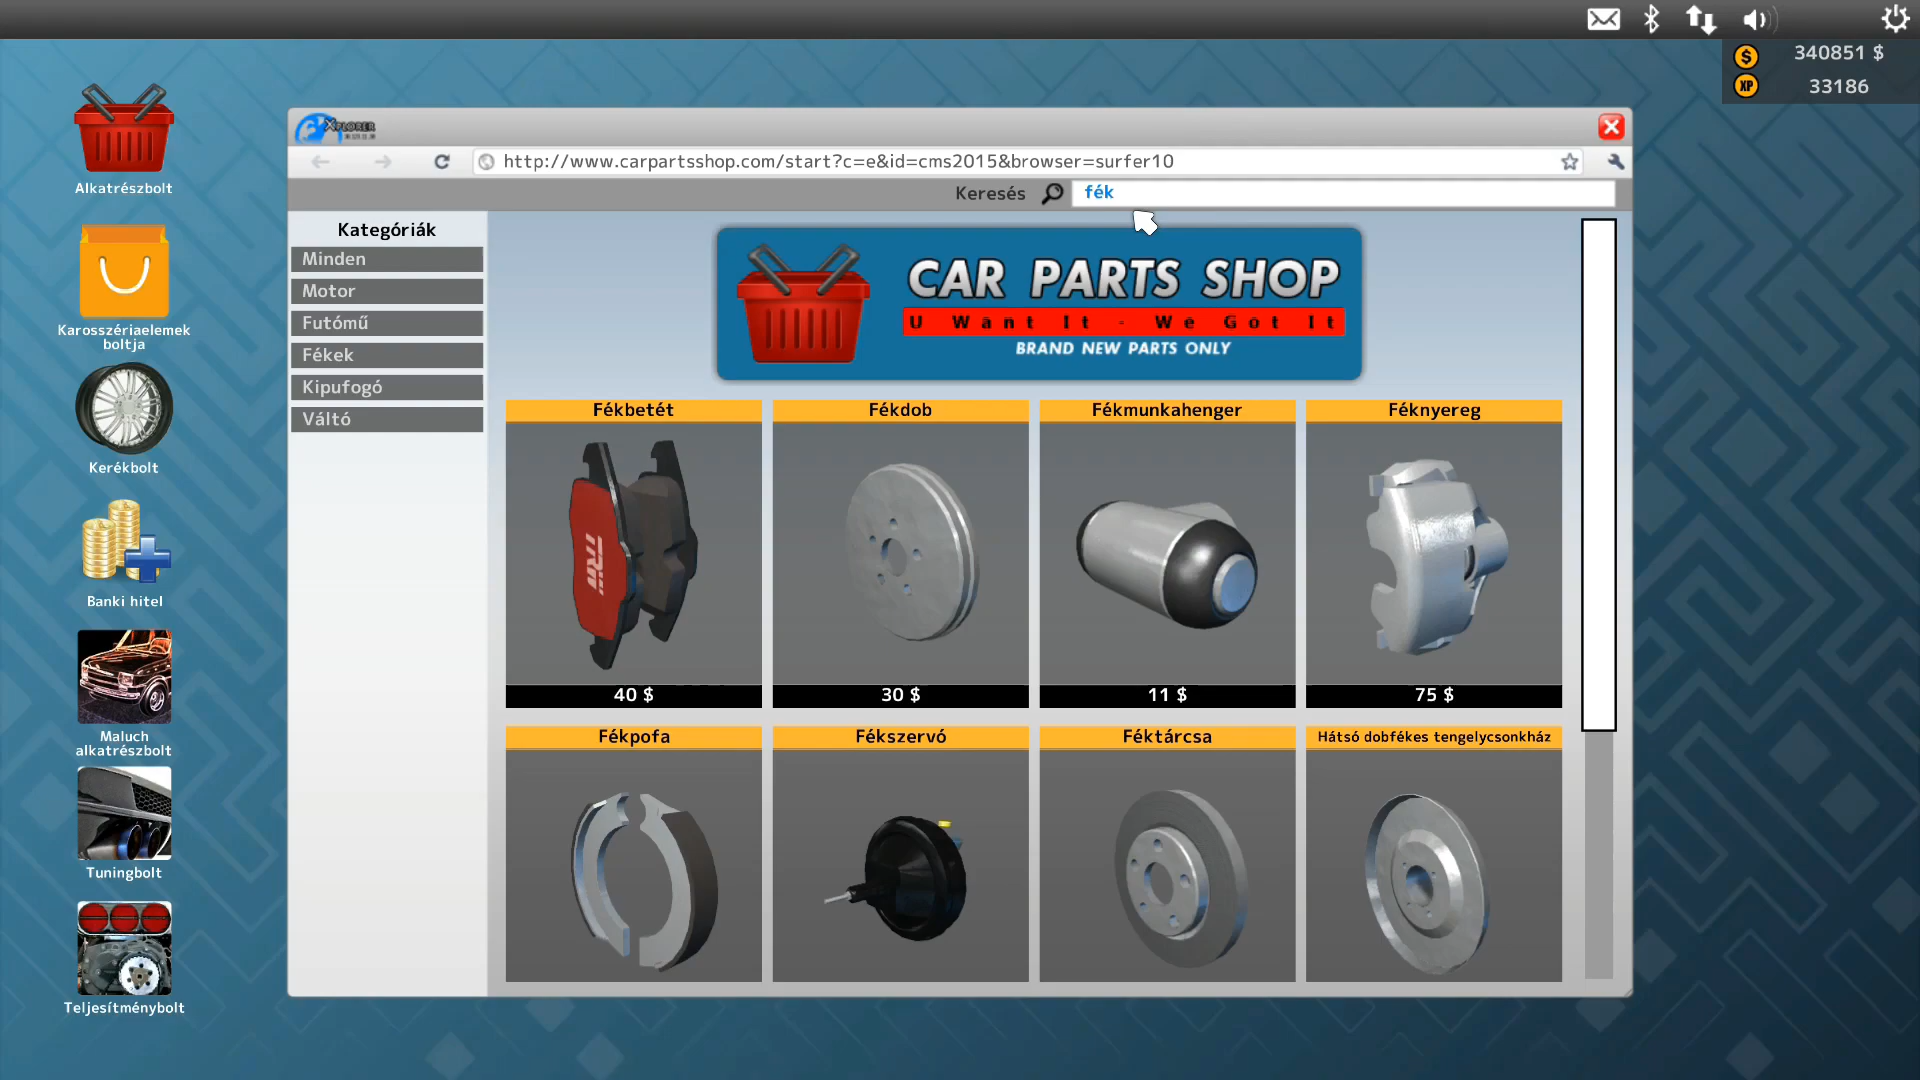 340851 $
33186
Alkatrészbolt
Karosszériaelemek
boltja
Kerékbolt
Banki hitel
Maluch
alkatrészbolt
Tuningbolt
Teljesítménybolt
XPLORER
http://www.carpartsshop.com/start?c=e&id=cms2015&browser=surfer10
Keresés
fék
Kategóriák
Minden
Motor
Futómű
Fékek
Kipufogó
Váltó
CAR PARTS SHOP
U Want It - We Got It
BRAND NEW PARTS ONLY
Fékbetét
Fékdob
Fékmunkahenger
Féknyereg
TRW
40 $
30 $
11 $
75 $
Fékpofa
Fékszervó
Féktárcsa
Hátsó dobfékes tengelycsonkház